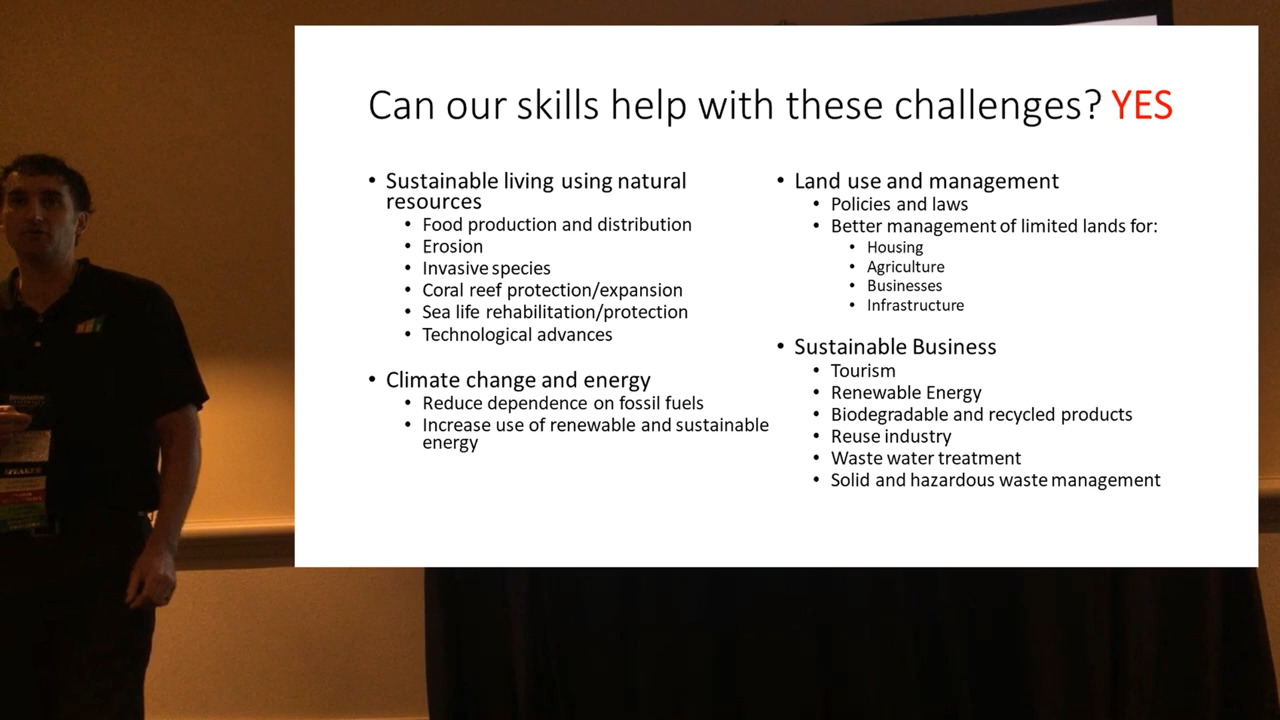 Can our skills help with these challenges? YES
• Sustainable living using natural
resources
• Food production and distribution
• Erosion
• Invasive species
• Coral reef protection/expansion
• Sea life rehabilitation/protection
• Technological advances
• Climate change and energy
• Reduce dependence on fossil fuels
• Increase use of renewable and sustainable
energy
• Land use and management
• Policies and laws
• Better management of limited lands for:
• Housing
• Agriculture
• Businesses
• Infrastructure
• Sustainable Business
• Tourism
• Renewable Energy
• Biodegradable and recycled products
• Reuse industry
• Waste water treatment
• Solid and hazardous waste management
SPEAKER